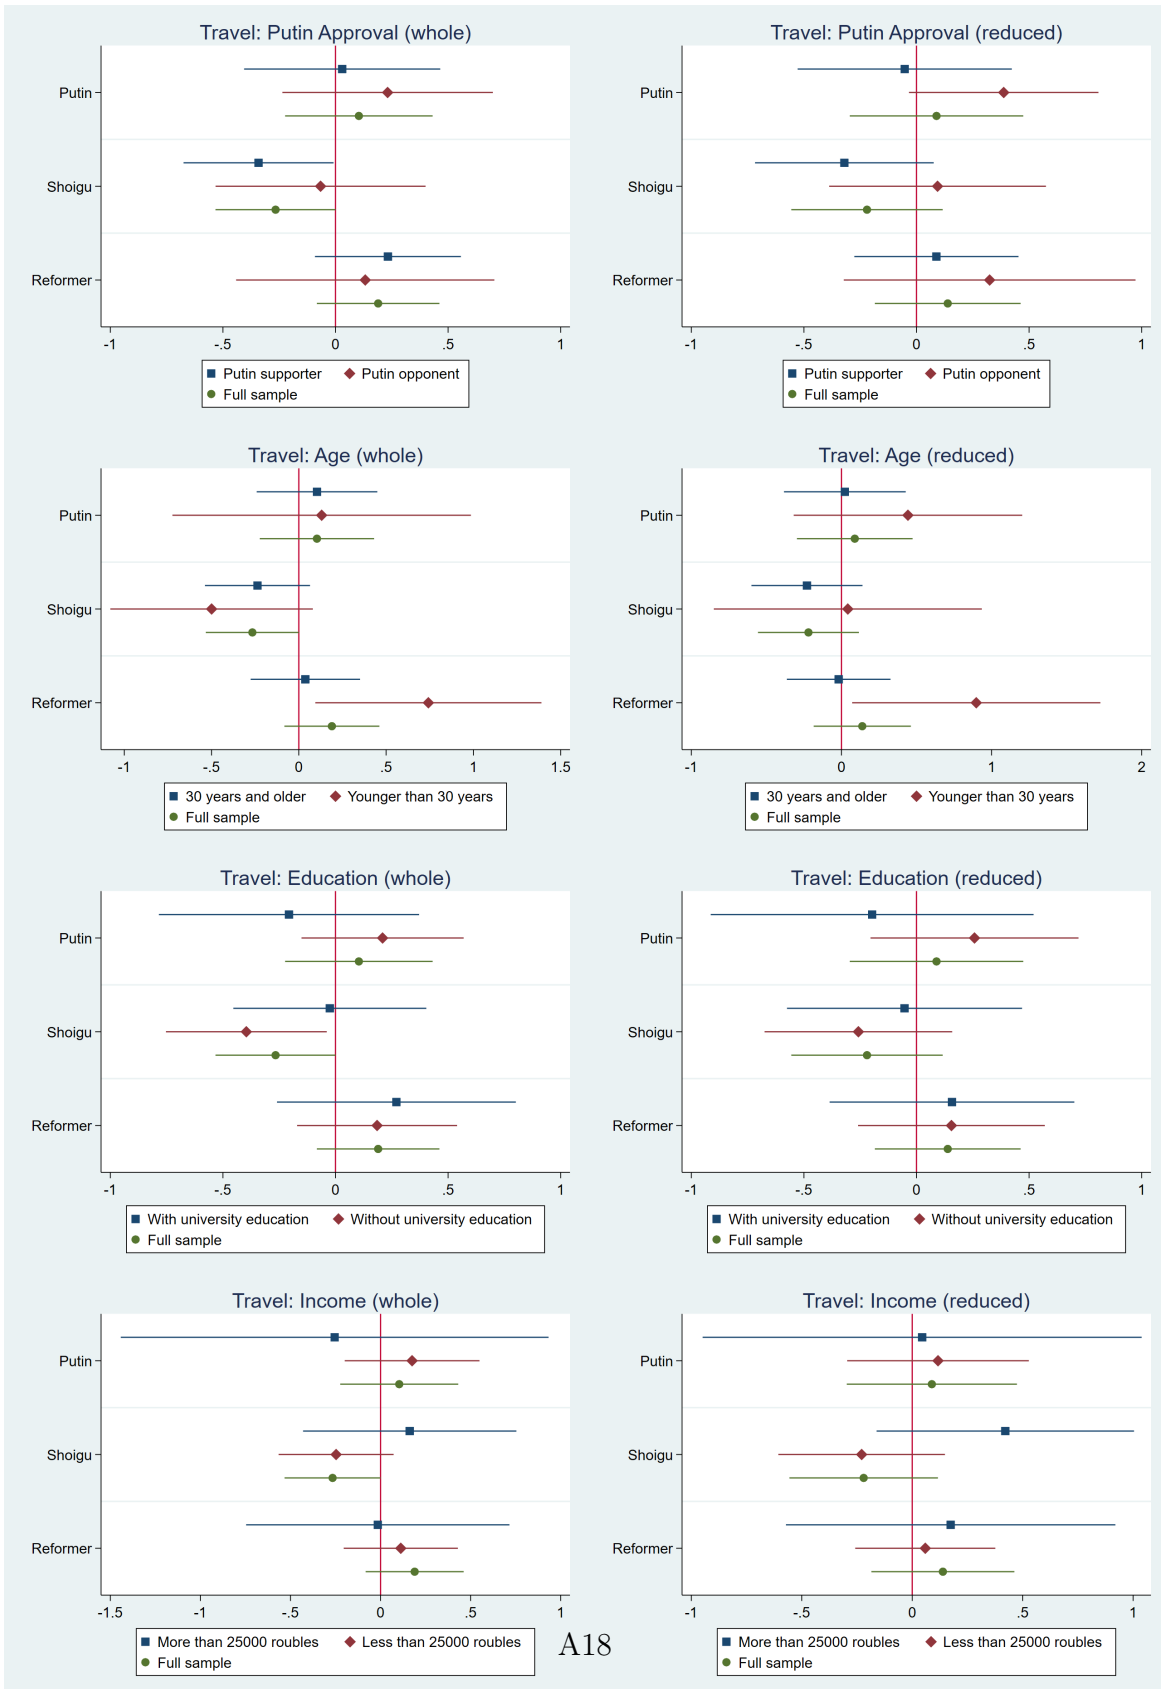 Travel: Putin Approval (whole)
Putin
Shoigu
Reformer
-1 -.5 0 .5 1
Putin supporter Putin opponent
Full sample
Travel: Putin Approval (reduced)
Putin
Shoigu
Reformer
-1 -.5 0 .5 1
Putin supporter Putin opponent
Full sample
Travel: Age (whole)
Putin
Shoigu
Reformer
-1 -.5 0 .5 1 1.5
30 years and older Younger than 30 years
Full sample
Travel: Age (reduced)
Putin
Shoigu
Reformer
-1 0 1 2
30 years and older Younger than 30 years
Full sample
Travel: Education (whole)
Putin
Shoigu
Reformer
-1 -.5 0 .5 1
With university education Without university education
Full sample
Travel: Education (reduced)
Putin
Shoigu
Reformer
-1 -.5 0 .5 1
With university education Without university education
Full sample
Travel: Income (whole)
Putin
Shoigu
Reformer
-1.5 -1 -.5 0 .5 1
More than 25000 roubles Less than 25000 roubles
Full sample
Travel: Income (reduced)
Putin
Shoigu
Reformer
-1 -.5 0 .5 1
More than 25000 roubles Less than 25000 roubles
Full sample
A18